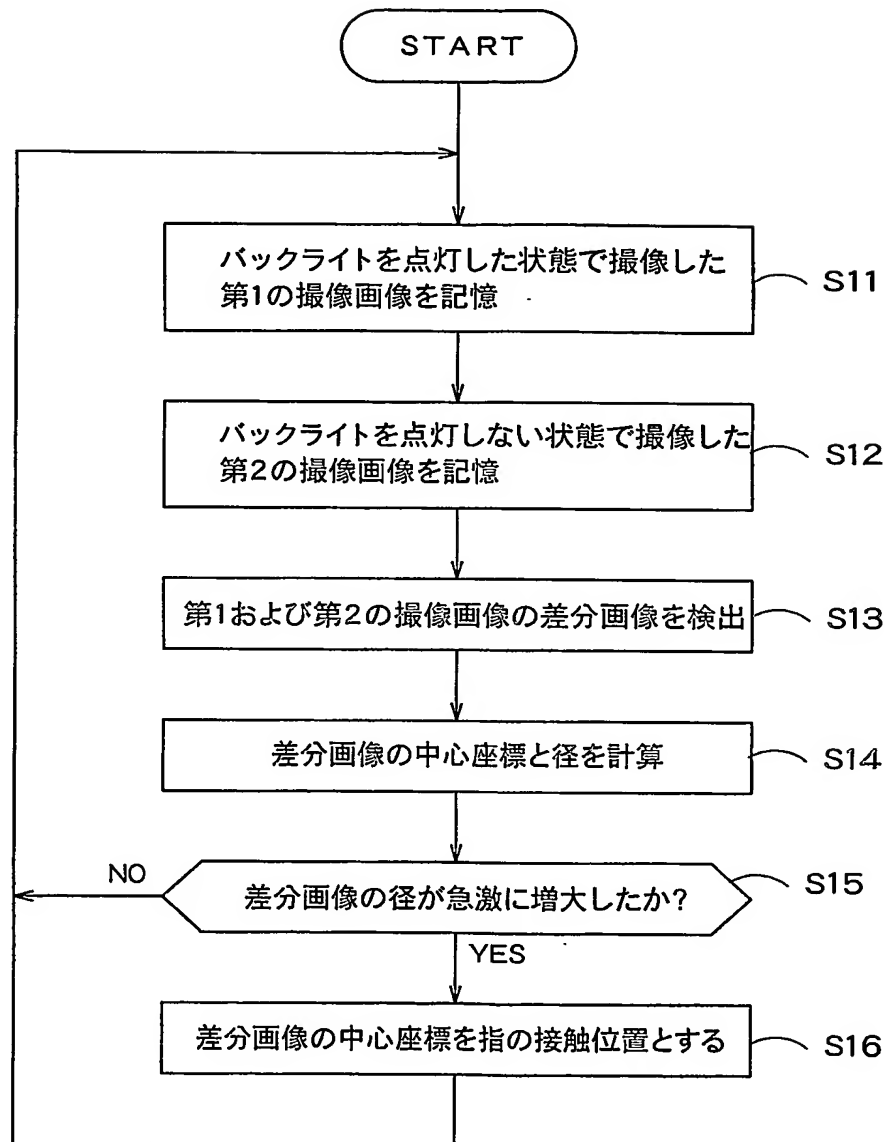 START
バックライトを点灯した状態で撮像した
第1の撮像画像を記憶
S11
バックライトを点灯しない状態で撮像した
第2の撮像画像を記憶
S12
第1および第2の撮像画像の差分画像を検出
S13
差分画像の中心座標と径を計算
S14
NO
差分画像の径が急激に増大したか?
S15
YES
差分画像の中心座標を指の接触位置とする
S16